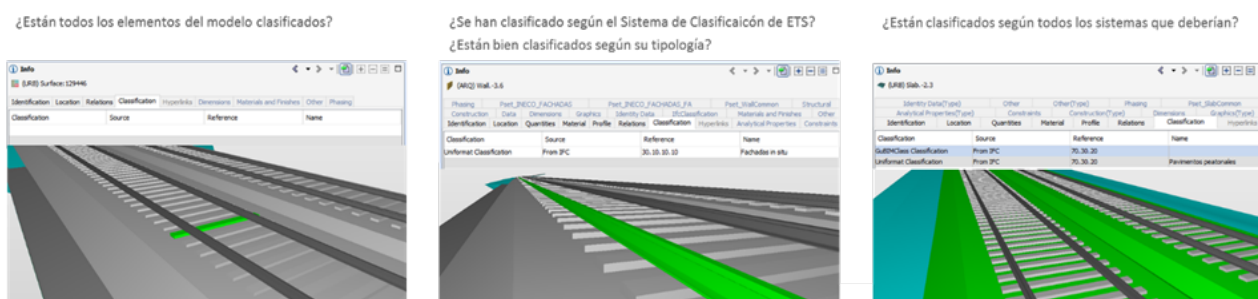 ¿Están todos los elementos del modelo clasificados?
¿Se han clasificado según el Sistema de Clasificaicón de ETS?
¿Están bien clasificados según su tipología?
¿Están clasificados según todos los sistemas que deberían?
Info
(URB) Surface:129446
Identification Location Relations Classification Hyperlinks Dimensions Materials and Finishes Other Phasing
Classification Source Reference Name
Info
(ARQ) Wall.-3.6
Phasing Pset_INECO_FACHADAS Pset_INECO_FACHADAS_FA Pset_WallCommon Structural
Construction Data Dimensions Graphics Identity Data IfcClassification Materials and Finishes Other
Identification Location Quantities Material Profile Relations Classification Hyperlinks Analytical Properties Constraints
Classification Source Reference Name
Uniformat Classification From IFC 30.10.10.10 Fachadas in situ
Info
(URB) Slab.-2.3
Identity Data(Type) Other Other(Type) Phasing Pset_SlabCommon
Analytical Properties(Type) Constraints Construction(Type) Dimensions Graphics(Type)
Identification Location Quantities Material Profile Relations Classification Hyperlinks
Classification Source Reference Name
GuBIMClass Classification From IFC 70.30.20
Uniformat Classification From IFC 70.30.20 Pavimentos peatonales